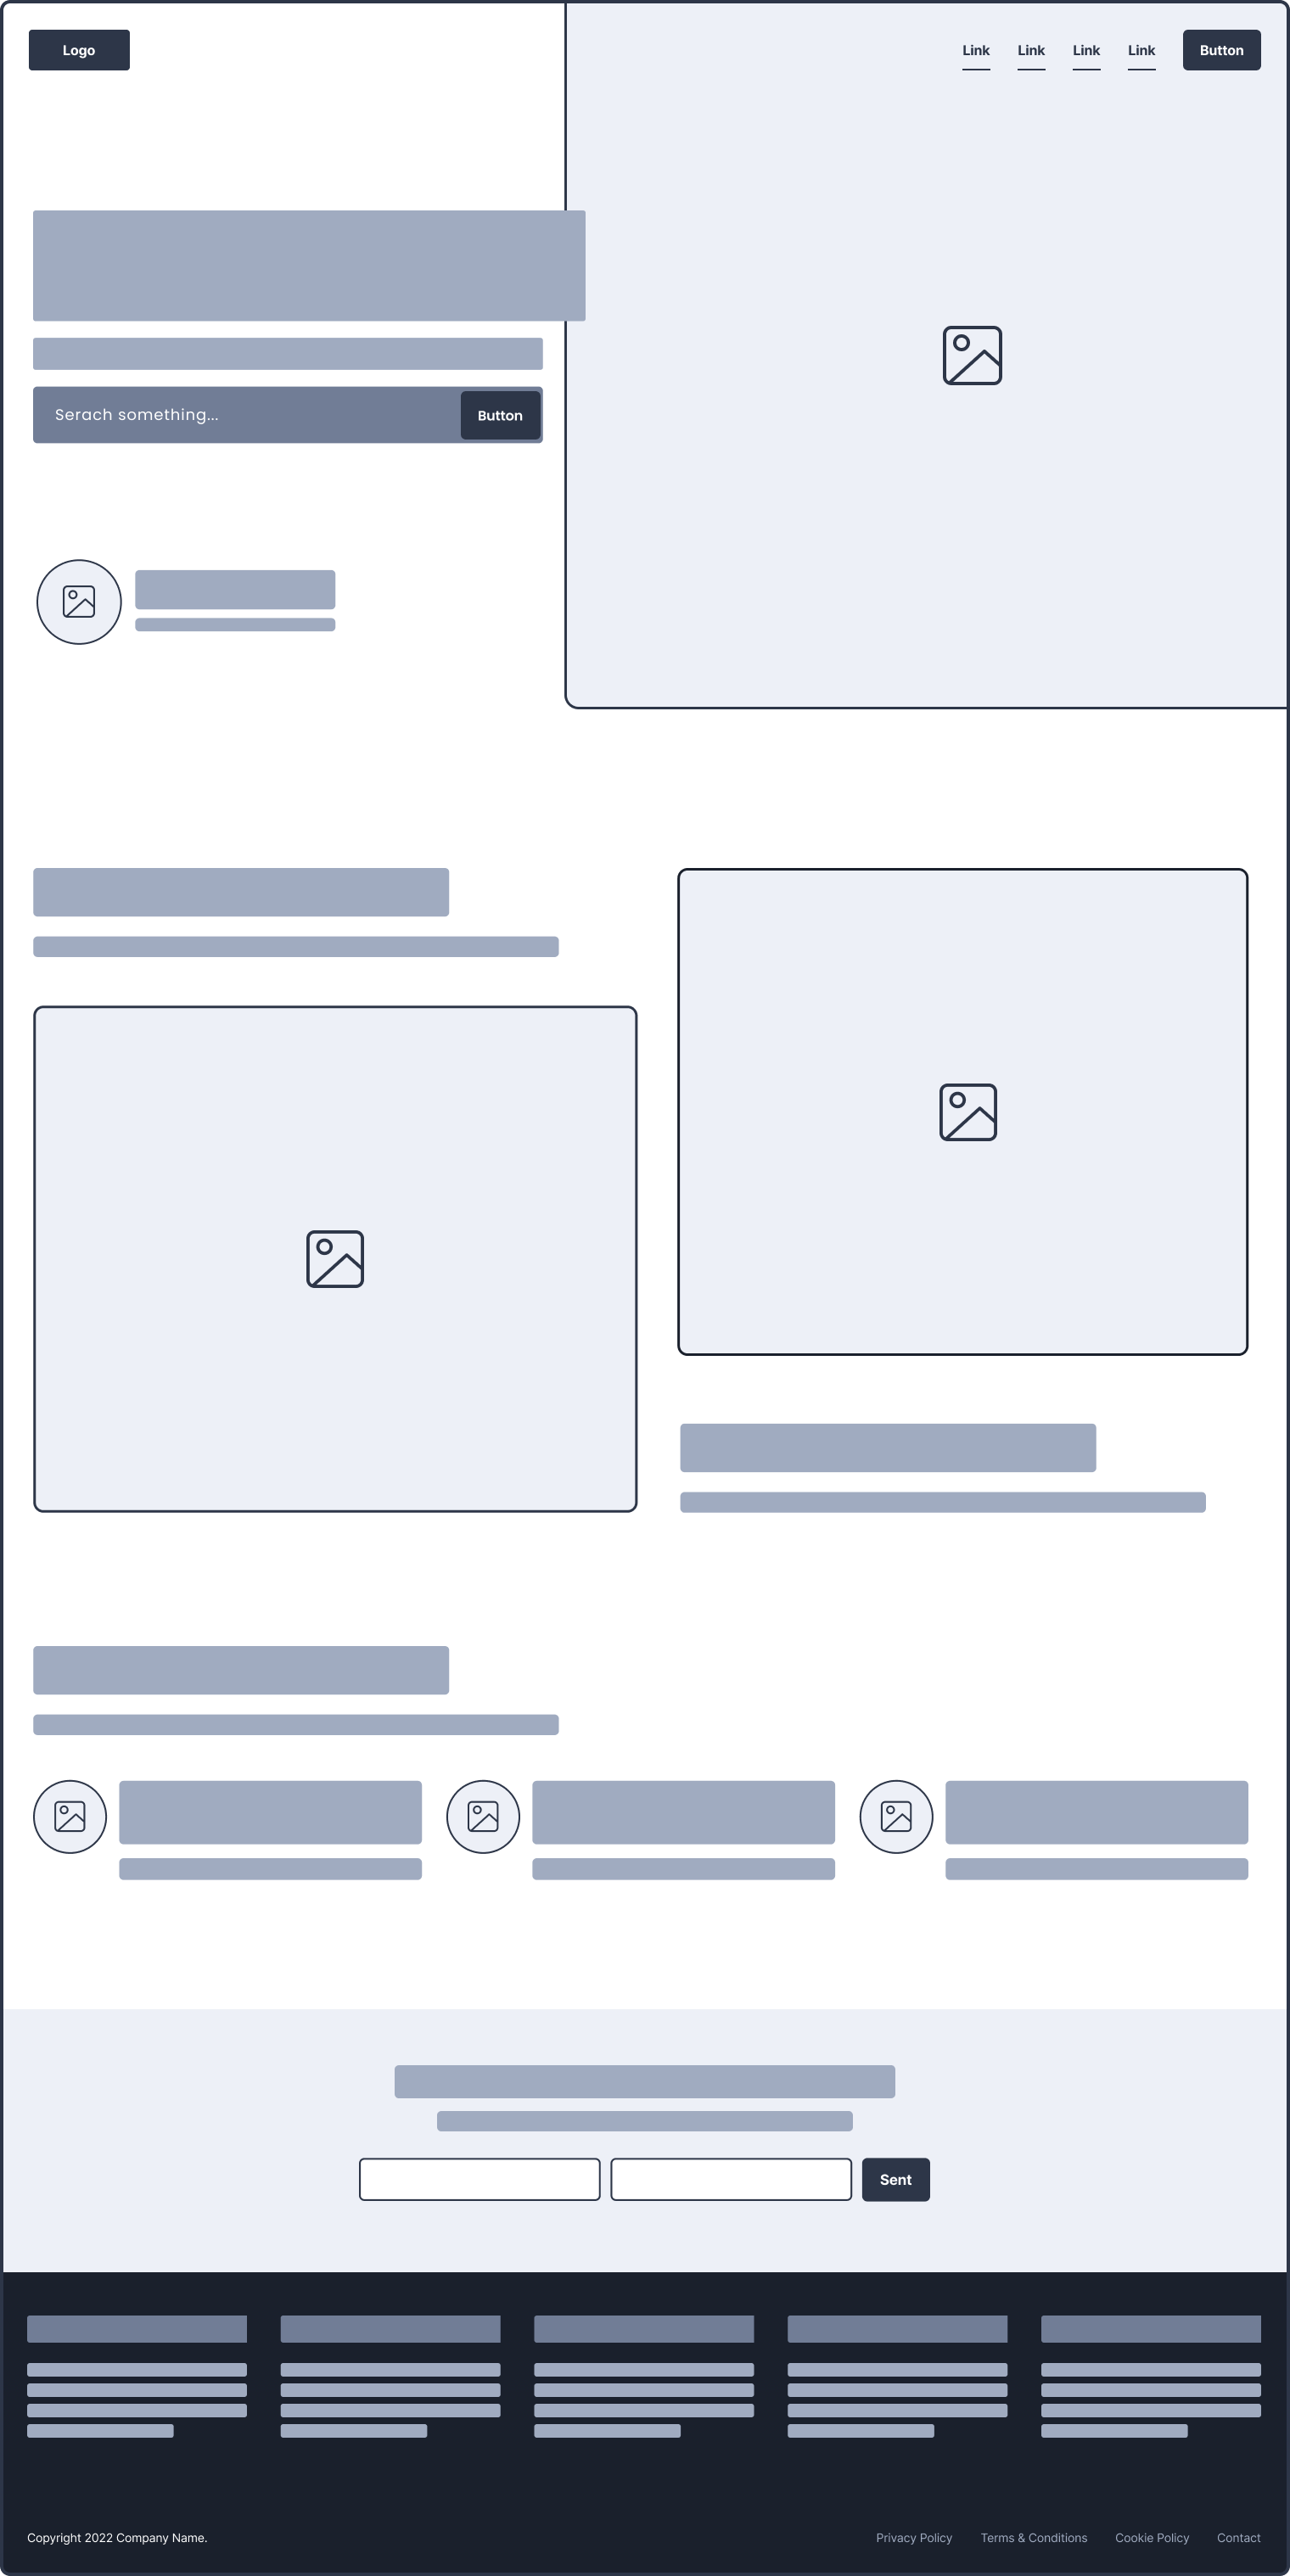 Logo
Link Link Link Link Button
Serach something... Button
Sent
Copyright 2022 Company Name.
Privacy Policy Terms & Conditions Cookie Policy Contact